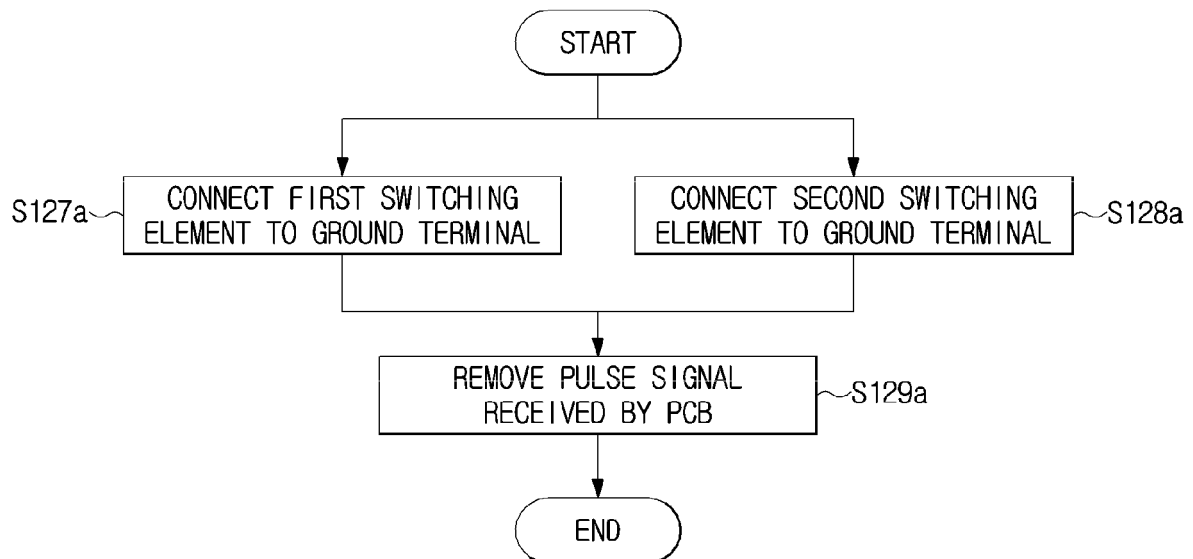 START
S127a
CONNECT FIRST SWITCHING
ELEMENT TO GROUND TERMINAL
CONNECT SECOND SWITCHING
ELEMENT TO GROUND TERMINAL
S128a
REMOVE PULSE SIGNAL
RECEIVED BY PCB
S129a
END